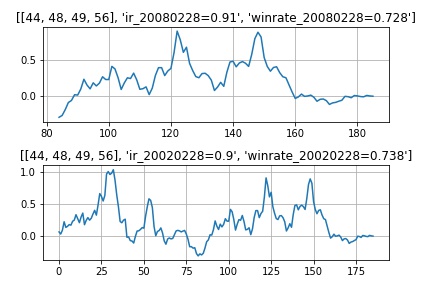 [[44, 48, 49, 56], 'ir_20080228=0.91', 'winrate_20080228=0.728']
0.5
0.0
80 100 120 140 160 180
[[44, 48, 49, 56], 'ir_20020228=0.9', 'winrate_20020228=0.738']
1.0
0.5
0.0
0 25 50 75 100 125 150 175